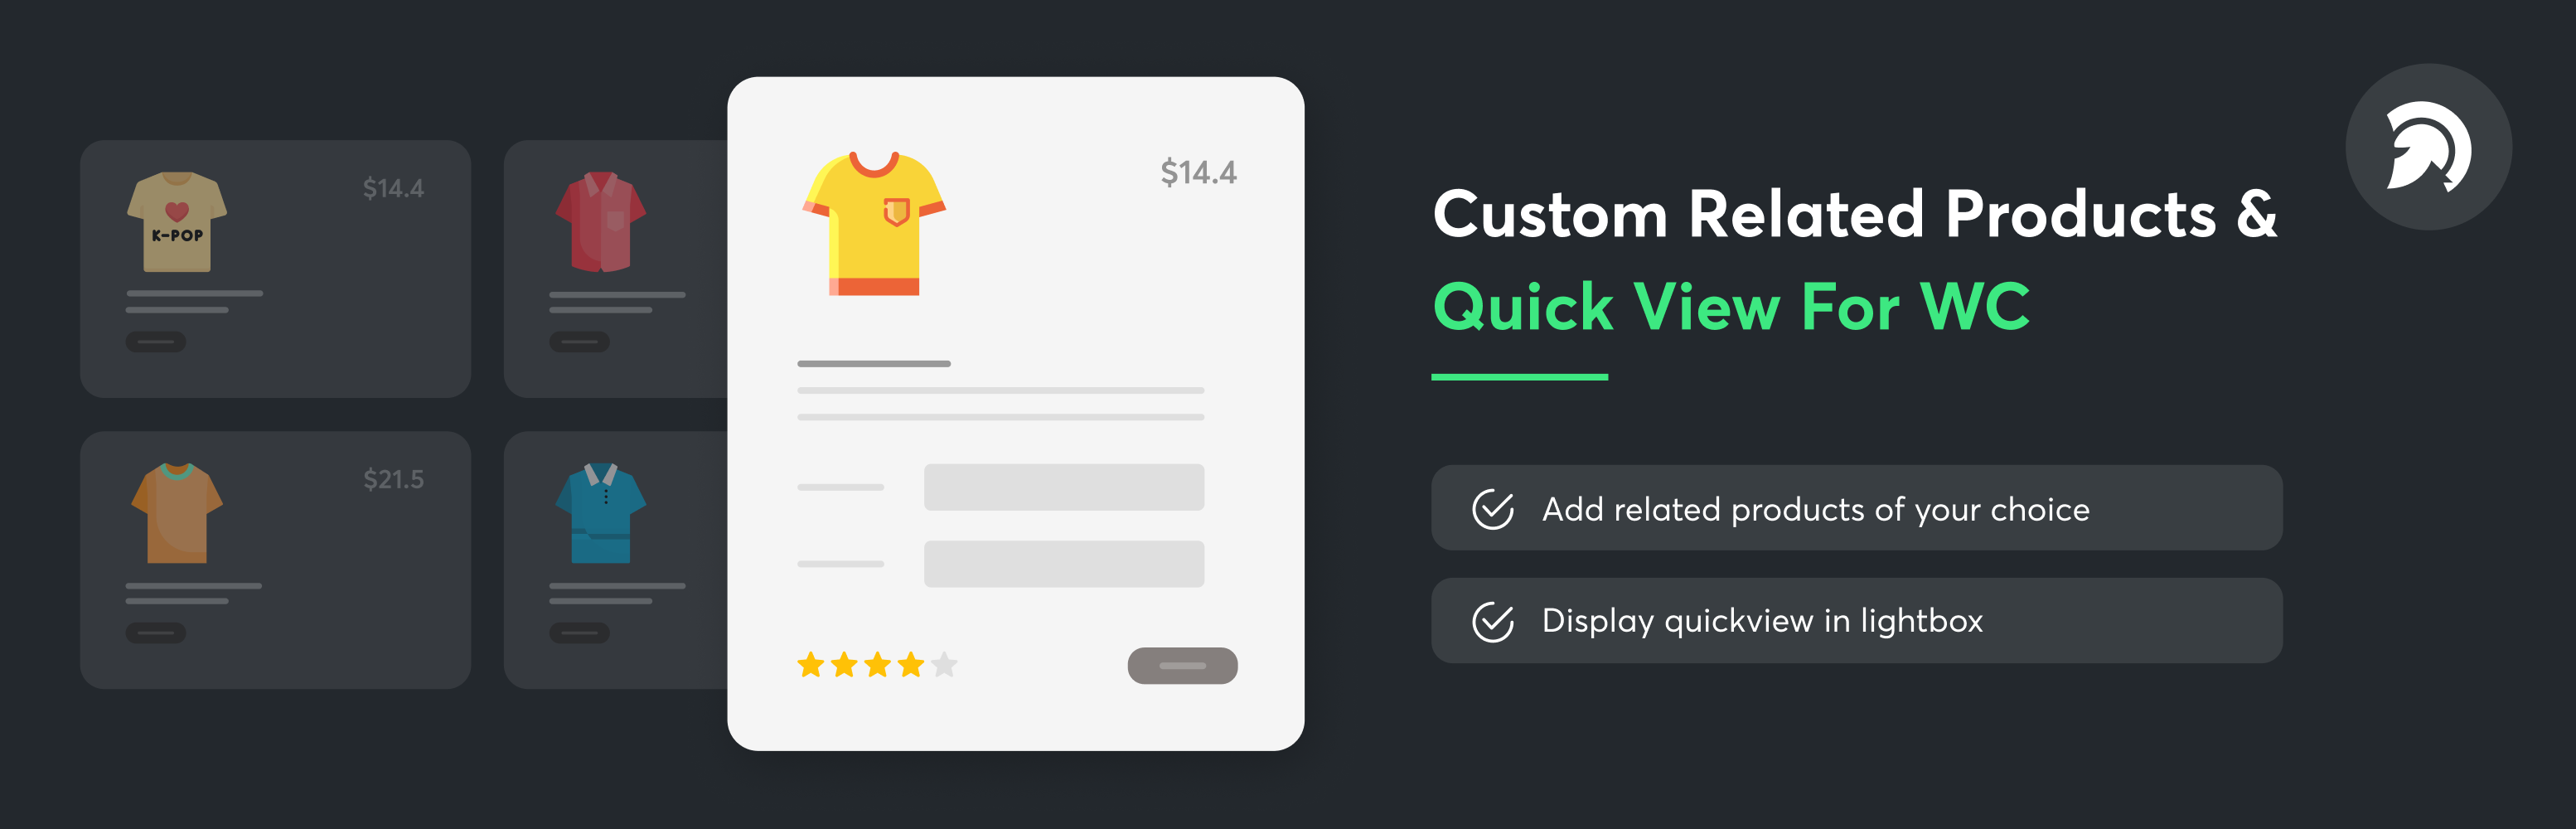 K-POP
$14.4
$21.5
$14.4
Custom Related Products &
Quick View For WC
Add related products of your choice
Display quickview in lightbox